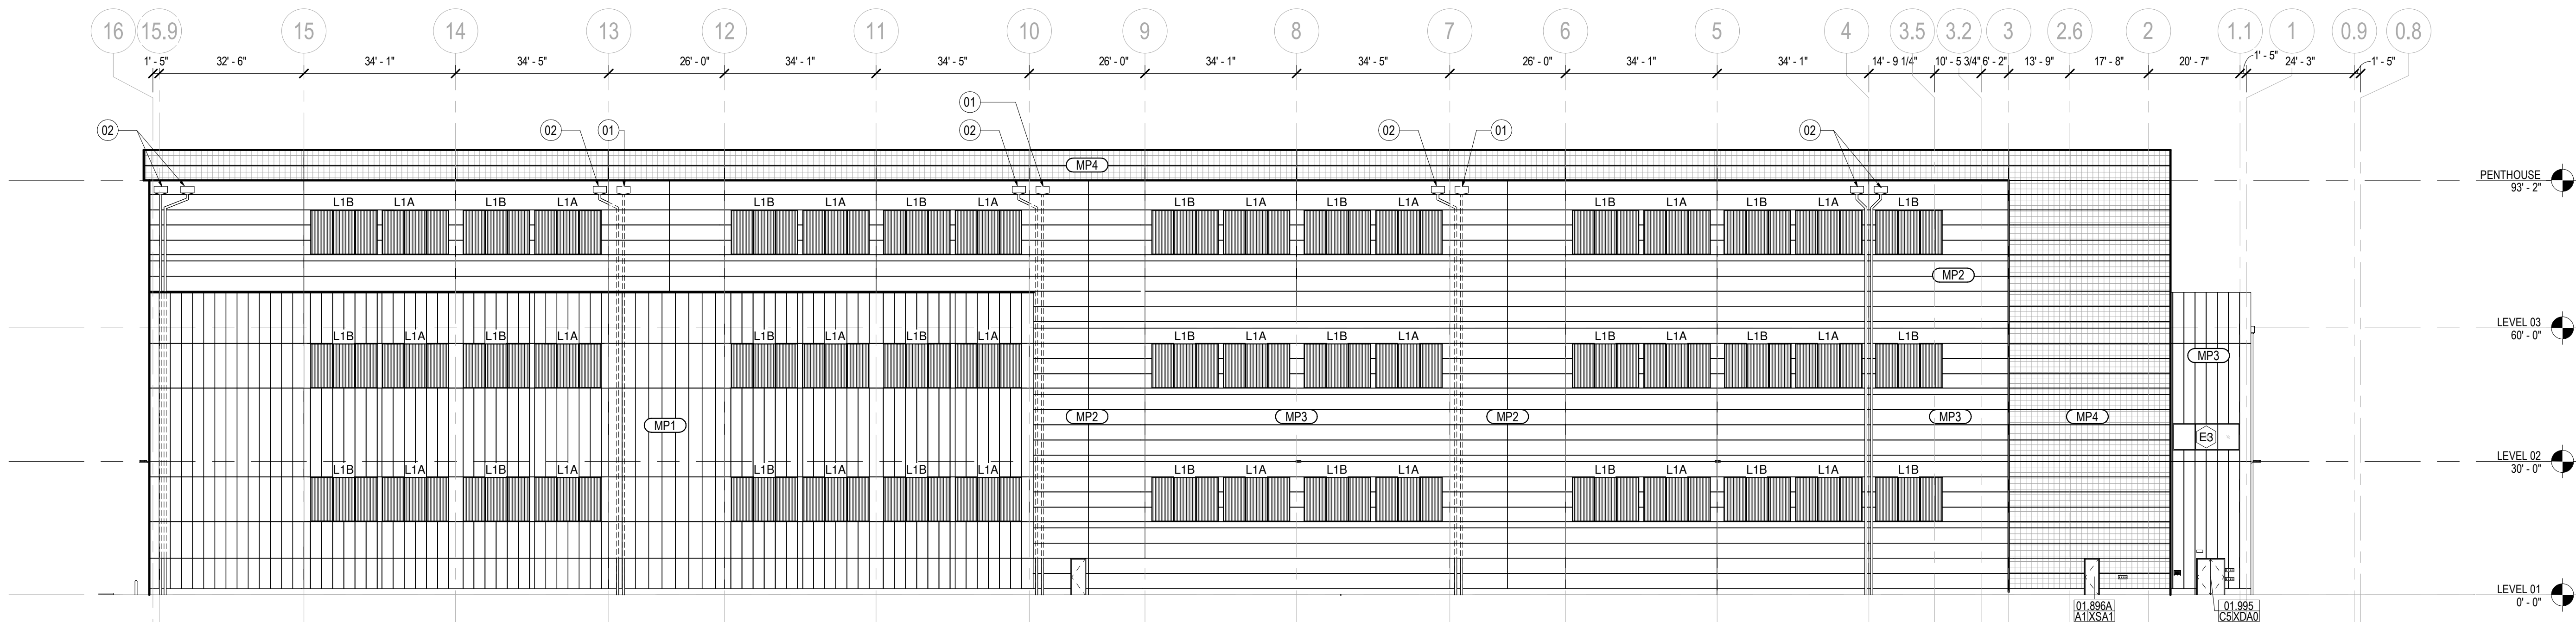 16 15.9 15 14 13 12 11 10 9 8 7 6 5 4 3.5 3.2 3 2.6 2 1.1 1 0.9 0.8
1' - 5" 32' - 6" 34' - 1" 34' - 5" 26' - 0" 34' - 1" 34' - 5" 26' - 0" 34' - 1" 34' - 5" 26' - 0" 34' - 1" 34' - 1" 14' - 9 1/4" 10' - 5 3/4" 6' - 2" 13' - 9" 17' - 8" 20' - 7" 1' - 5" 24' - 3" 1' - 5"
01
02 02 01 02 02 01 02
MP4
PENTHOUSE
93' - 2"
L1B L1A L1B L1A L1B L1A L1B L1A L1B L1A L1B L1A L1B L1A L1B L1A L1B
MP2
LEVEL 03
60' - 0"
L1B L1A L1B L1A L1B L1A L1B L1A L1B L1A L1B L1A L1B L1A L1B L1A L1B
MP3
MP1 MP2 MP3 MP2 MP3 MP4
E3
LEVEL 02
30' - 0"
L1B L1A L1B L1A L1B L1A L1B L1A L1B L1A L1B L1A L1B L1A L1B L1A L1B
LEVEL 01
0' - 0"
01.896A
A1 XSA1
01.995
C5 XDA0